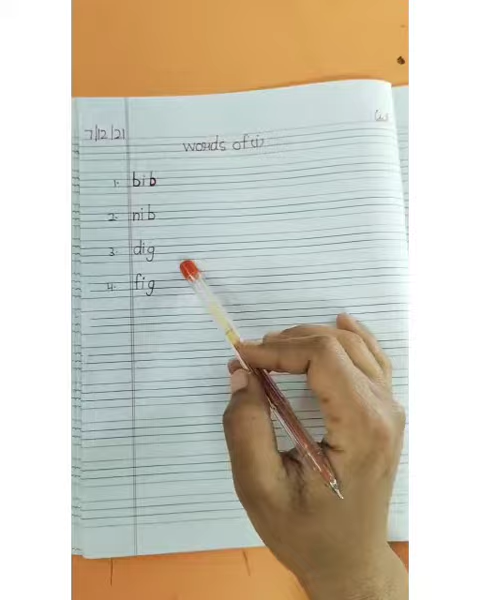 7/12/21
words of (i)
1. bib
2. nib
3. dig
4. fig